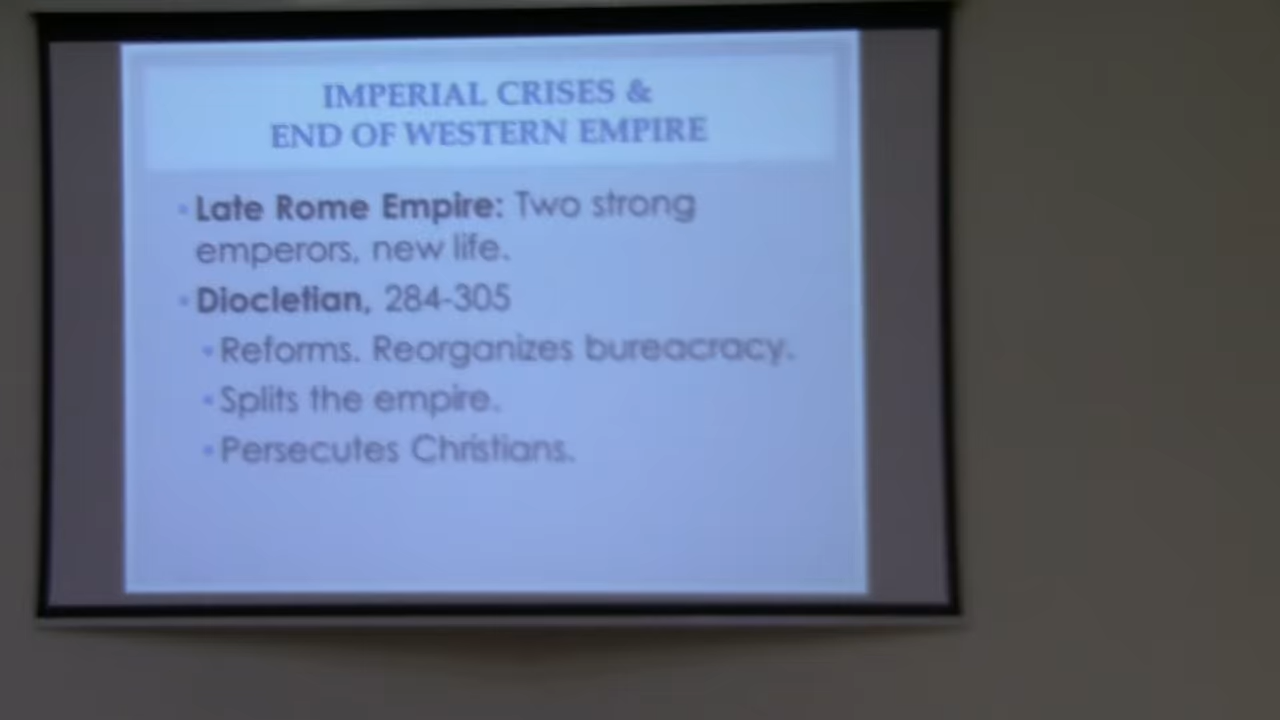 IMPERIAL CRISES &
END OF WESTERN EMPIRE
Late Rome Empire: Two strong
emperors, new life.
Diocletian, 284-305
Reforms. Reorganizes bureacracy.
Splits the empire.
Persecutes Christians.